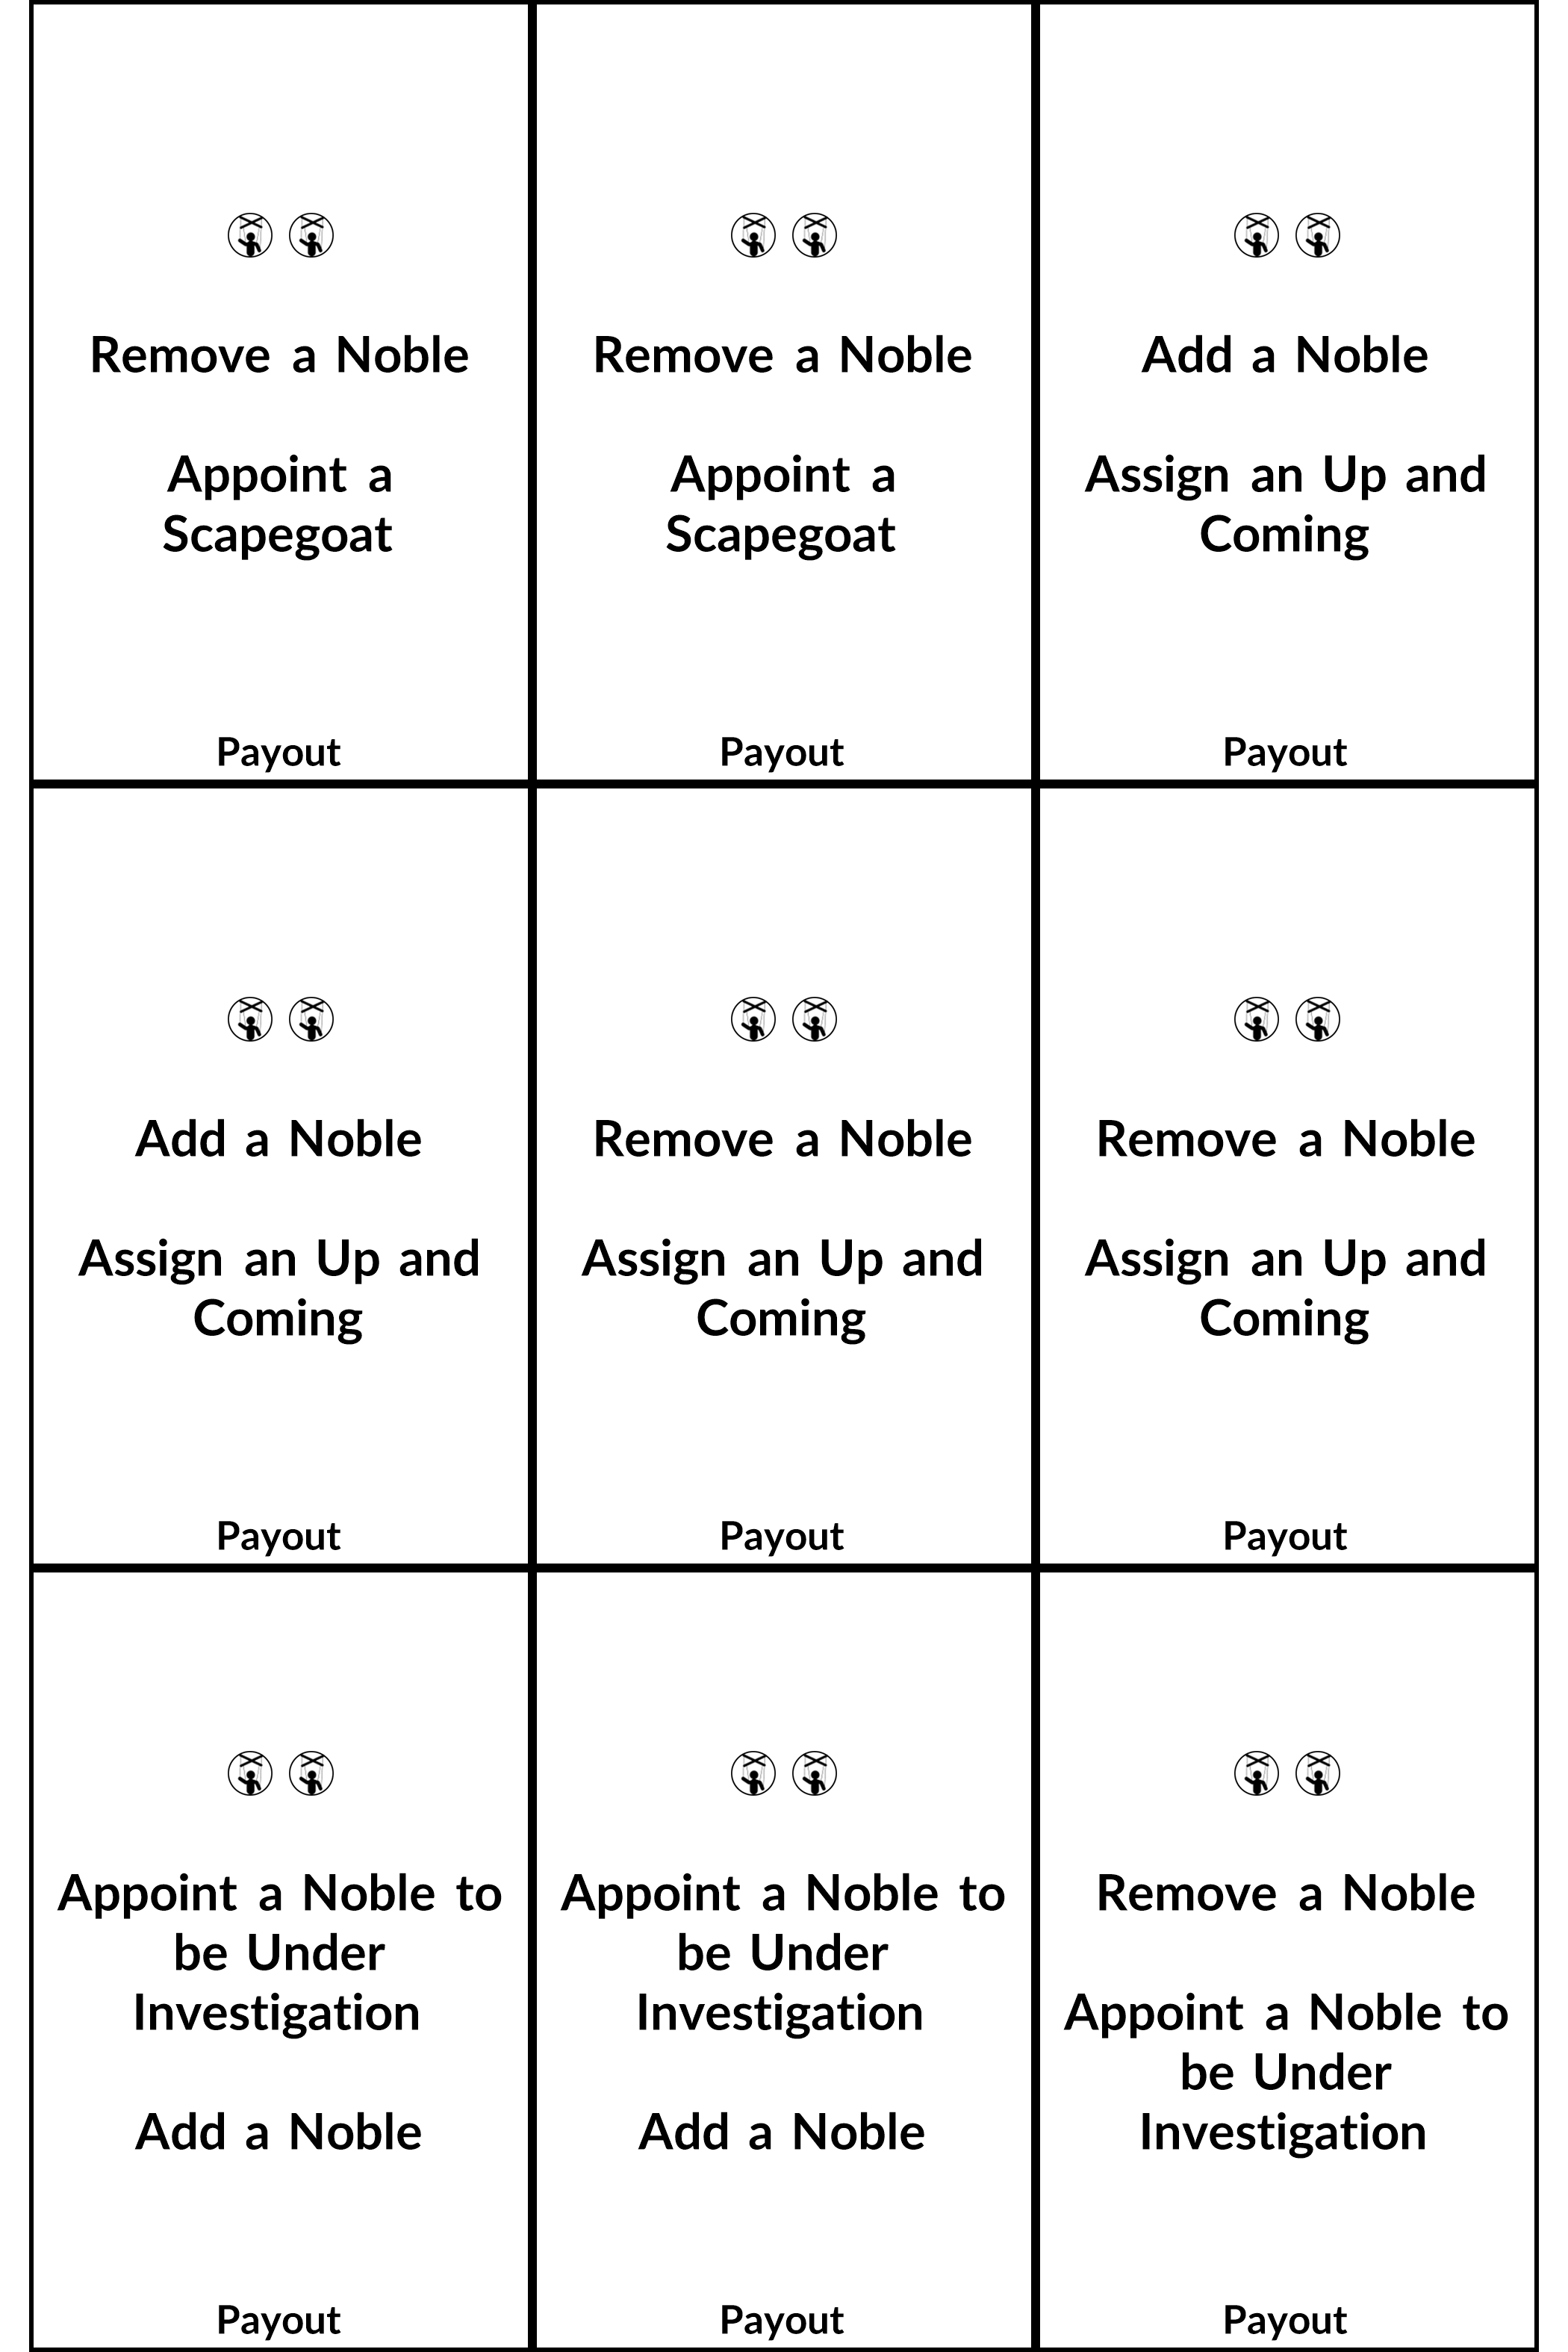 Remove a Noble
Appoint a
Scapegoat
Payout
Remove a Noble
Appoint a
Scapegoat
Payout
Add a Noble
Assign an Up and
Coming
Payout
Add a Noble
Assign an Up and
Coming
Payout
Remove a Noble
Assign an Up and
Coming
Payout
Remove a Noble
Assign an Up and
Coming
Payout
Appoint a Noble to
be Under
Investigation
Add a Noble
Payout
Appoint a Noble to
be Under
Investigation
Add a Noble
Payout
Remove a Noble
Appoint a Noble to
be Under
Investigation
Payout